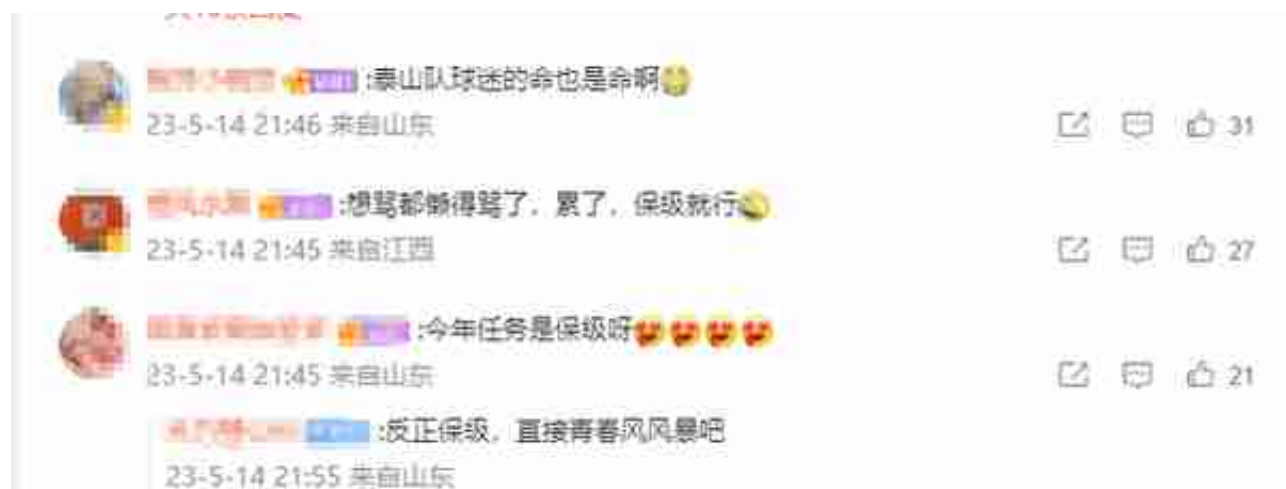 :泰山队球迷的命也是命啊
23-5-14 21:46 来自山东
31
:想骂都懒得骂了，累了，保级就行
23-5-14 21:45 来自江西
27
:今年任务是保级呀
23-5-14 21:45 来自山东
21
:反正保级，直接青春风风暴吧
23-5-14 21:55 来自山东